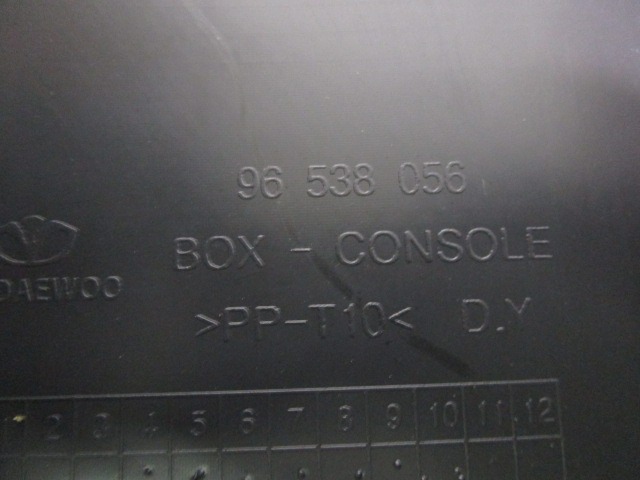 96 538 056
BOX - CONSOLE
DAEWOO
>PP-T10< D.Y
1 2 3 4 5 6 7 8 9 10 11 12